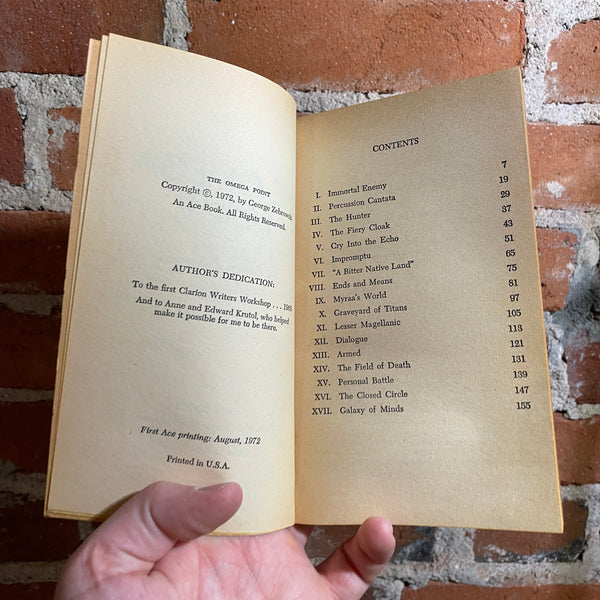 THE OMEGA POINT
Copyright ©, 1972, by George Zebrowski
An Ace Book. All Rights Reserved.
AUTHOR'S DEDICATION:
To the first Clarion Writers Workshop . . . 1968
And to Anne and Edward Krutol, who helped
make it possible for me to be there.
First Ace printing: August, 1972
Printed in U.S.A.
CONTENTS
I. Immortal Enemy 7
II. Percussion Cantata 19
III. The Hunter 29
IV. The Fiery Cloak 37
V. Cry Into the Echo 43
VI. Impromptu 51
VII. "A Bitter Native Land" 65
VIII. Ends and Means 75
IX. Myraa's World 81
X. Graveyard of Titans 97
XI. Lesser Magellanic 105
XII. Dialogue 113
XIII. Armed 121
XIV. The Field of Death 131
XV. Personal Battle 139
XVI. The Closed Circle 147
XVII. Galaxy of Minds 155